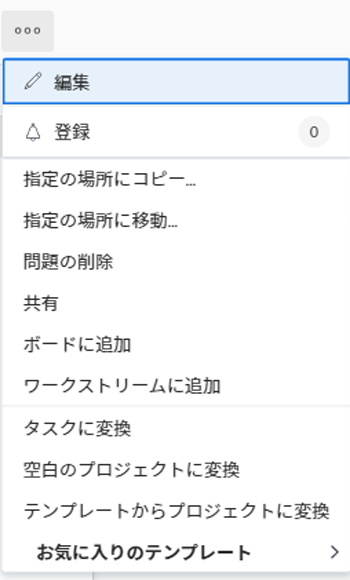 編集
登録 0
指定の場所にコピー...
指定の場所に移動...
問題の削除
共有
ボードに追加
ワークストリームに追加
タスクに変換
空白のプロジェクトに変換
テンプレートからプロジェクトに変換
お気に入りのテンプレート